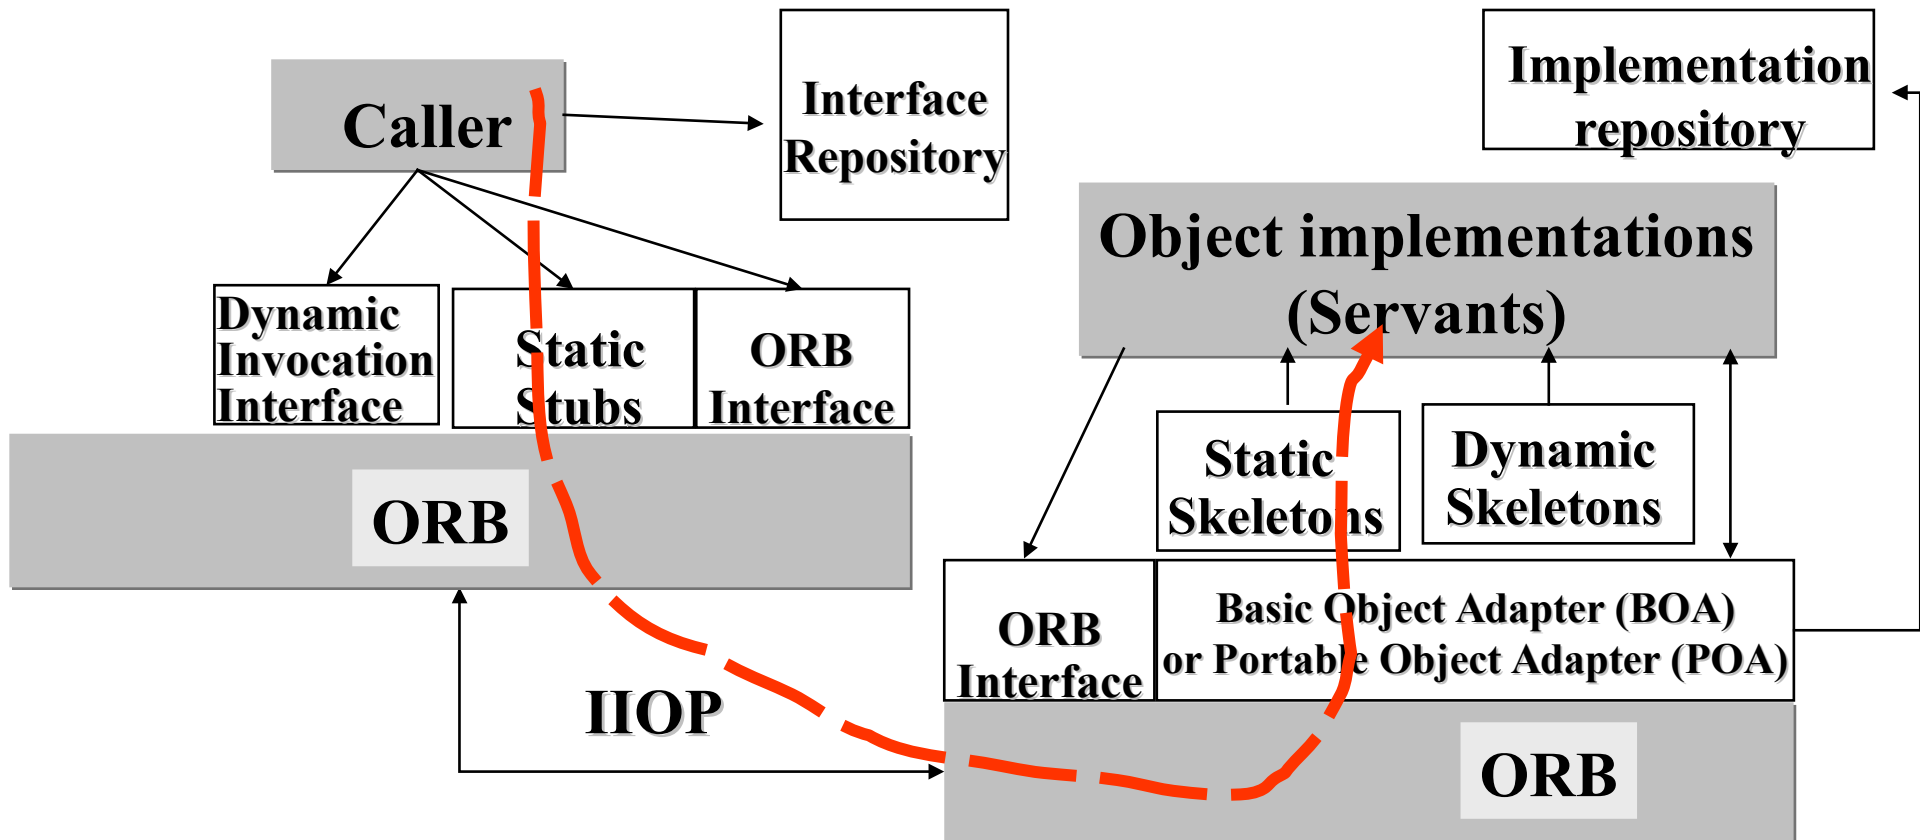 Caller
Interface
Repository
Implementation
repository
Object implementations
(Servants)
Dynamic
Invocation
Interface
Static
Stubs
ORB
Interface
ORB
Static
Skeletons
Dynamic
Skeletons
IIOP
ORB
Interface
Basic Object Adapter (BOA)
or Portable Object Adapter (POA)
ORB